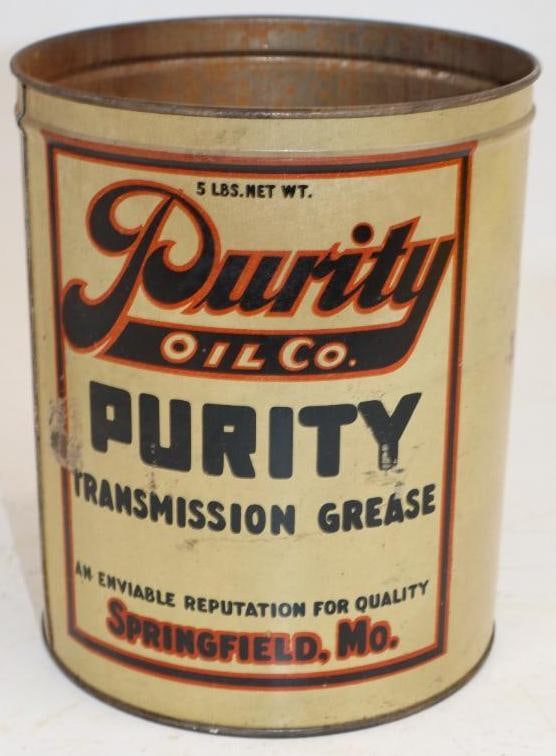 5 LBS. NET WT.
Purity
OIL CO.
PURITY
TRANSMISSION GREASE
AN ENVIABLE REPUTATION FOR QUALITY
SPRINGFIELD, MO.